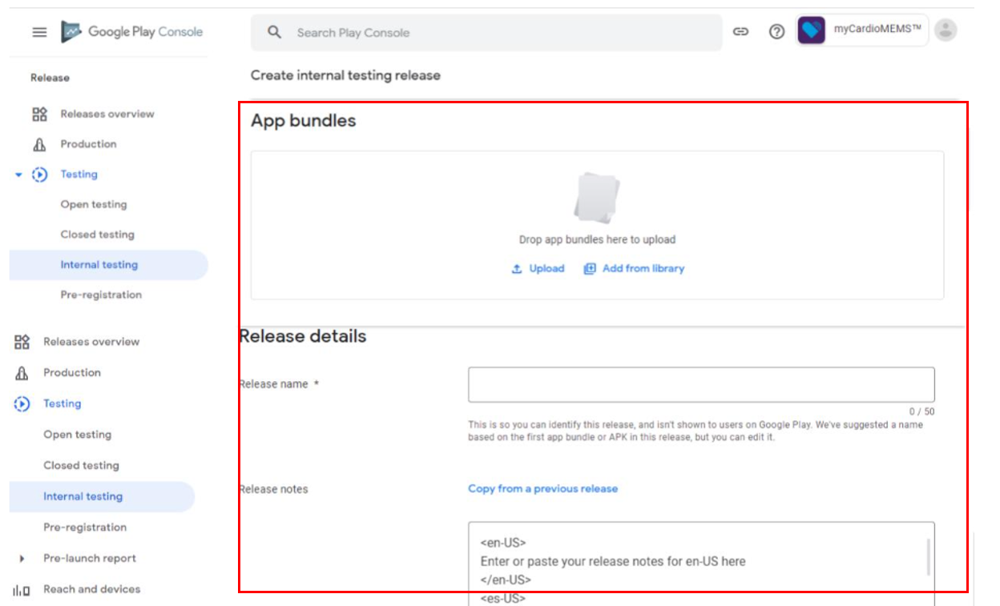 Google Play Console
Search Play Console
myCardioMEMS™
Release
Create internal testing release
Releases overview
Production
Testing
Open testing
Closed testing
Internal testing
Pre-registration
Releases overview
Production
Testing
Open testing
Closed testing
Internal testing
Pre-registration
Pre-launch report
Reach and devices
App bundles
Drop app bundles here to upload
Upload
Add from library
Release details
Release name *
0 / 50
This is so you can identify this release, and isn't shown to users on Google Play. We've suggested a name
based on the first app bundle or APK in this release, but you can edit it.
Release notes
Copy from a previous release
<en-US>
Enter or paste your release notes for en-US here
</en-US>
<es-US>